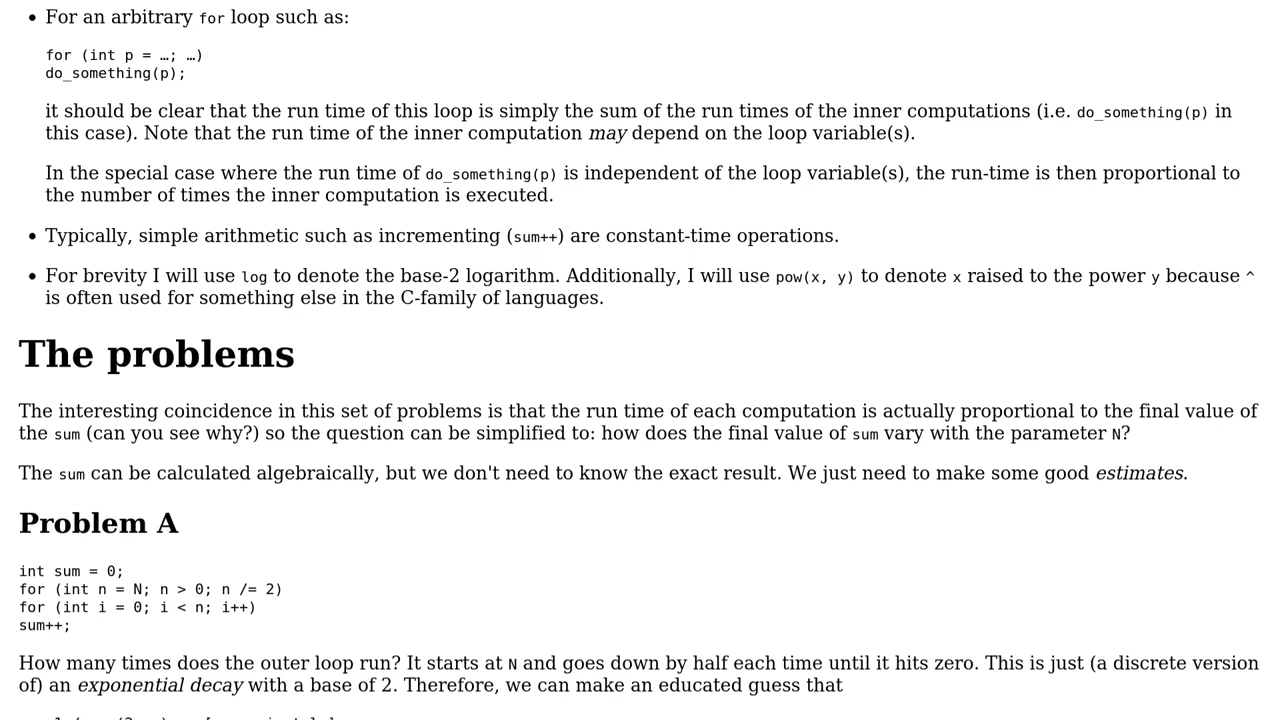 • For an arbitrary for loop such as:
for (int p = …; …)
do_something(p);
it should be clear that the run time of this loop is simply the sum of the run times of the inner computations (i.e. do_something(p) in
this case). Note that the run time of the inner computation may depend on the loop variable(s).
In the special case where the run time of do_something(p) is independent of the loop variable(s), the run-time is then proportional to
the number of times the inner computation is executed.
• Typically, simple arithmetic such as incrementing (sum++) are constant-time operations.
• For brevity I will use log to denote the base-2 logarithm. Additionally, I will use pow(x, y) to denote x raised to the power y because ^
is often used for something else in the C-family of languages.
The problems
The interesting coincidence in this set of problems is that the run time of each computation is actually proportional to the final value of
the sum (can you see why?) so the question can be simplified to: how does the final value of sum vary with the parameter N?
The sum can be calculated algebraically, but we don't need to know the exact result. We just need to make some good estimates.
Problem A
int sum = 0;
for (int n = N; n > 0; n /= 2)
for (int i = 0; i < n; i++)
sum++;
How many times does the outer loop run? It starts at N and goes down by half each time until it hits zero. This is just (a discrete version
of) an exponential decay with a base of 2. Therefore, we can make an educated guess that